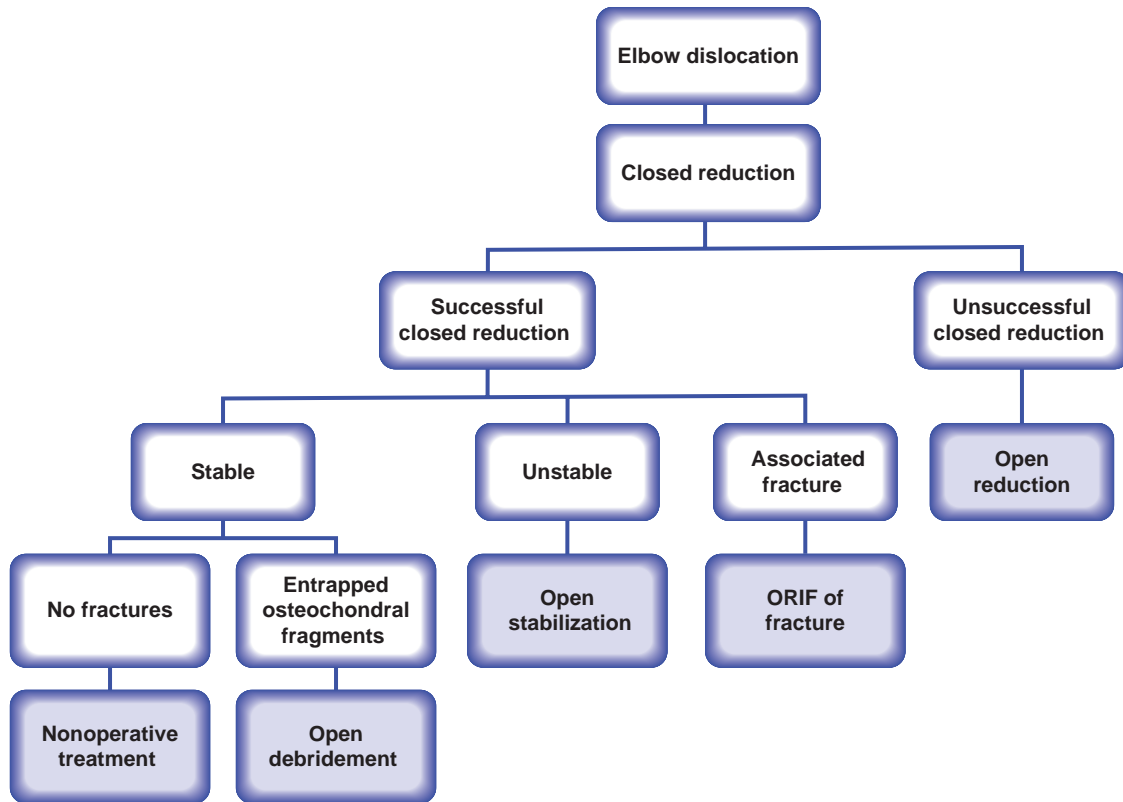 Elbow dislocation
Closed reduction
Successful
closed reduction
Unsuccessful
closed reduction
Stable
Unstable
Associated
fracture
Open
reduction
No fractures
Entrapped
osteochondral
fragments
Open
stabilization
ORIF of
fracture
Nonoperative
treatment
Open
debridement